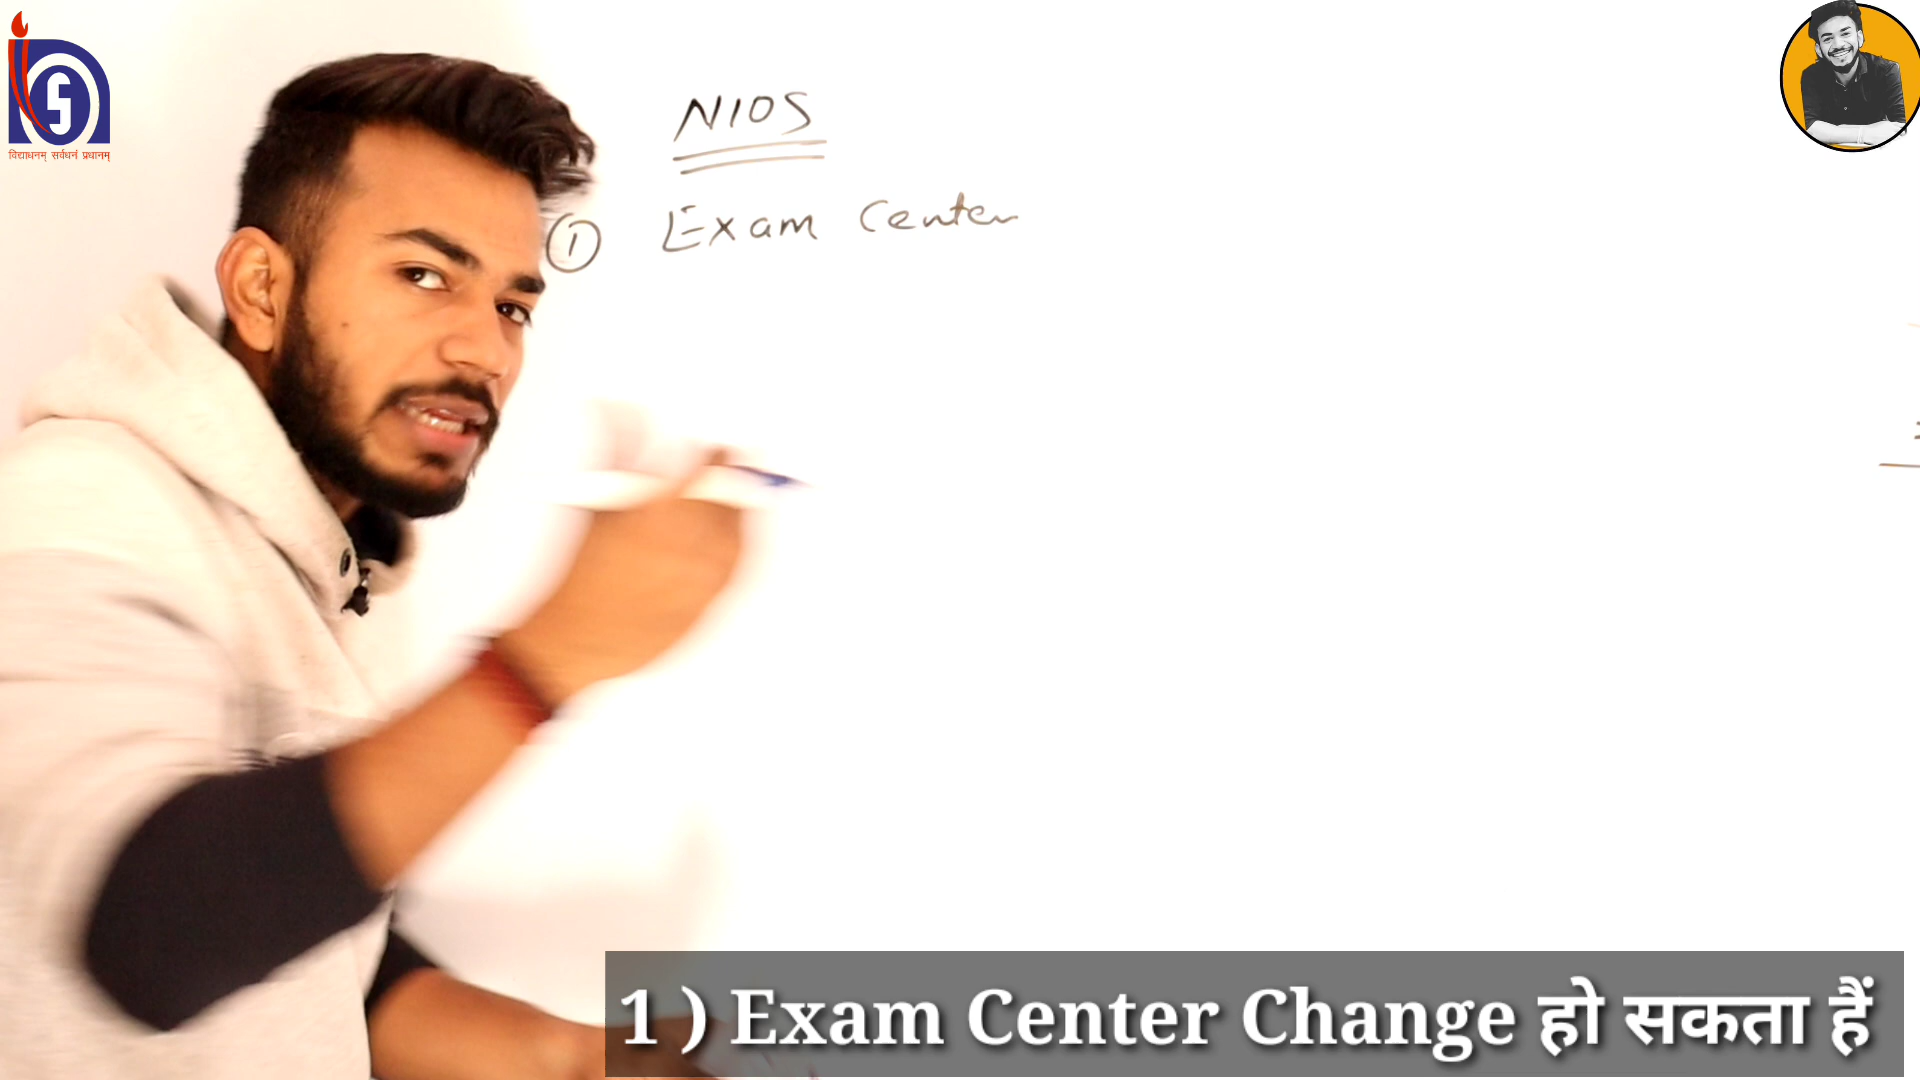 विद्याधनम् सर्वधनं प्रधानम्
NIOS
① Exam Center
1 ) Exam Center Change हो सकता हैं